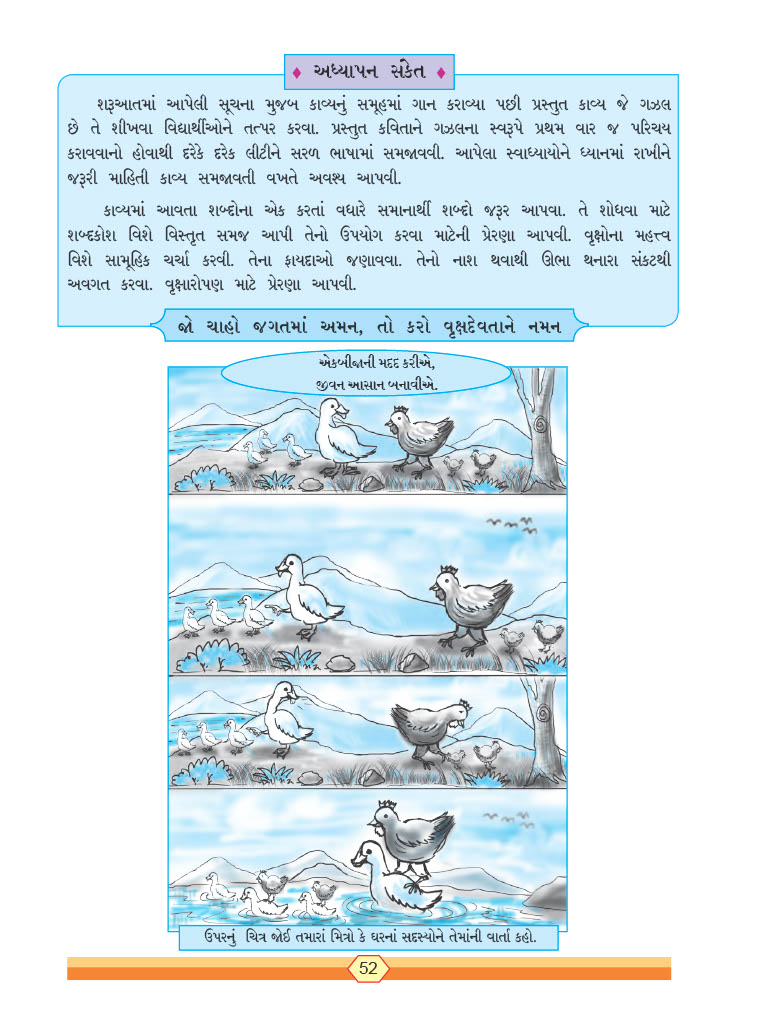 ♦ અધ્યાપન સંકેત ♦
શરૂઆતમાં આપેલી સૂચના મુજબ કાવ્યનું સમૂહમાં ગાન કરાવ્યા પછી પ્રસ્તુત કાવ્ય જે ગઝલ
છે તે શીખવા વિદ્યાર્થીઓને તત્પર કરવા. પ્રસ્તુત કવિતાને ગઝલના સ્વરૂપે પ્રથમ વાર જ પરિચય
કરાવવાનો હોવાથી દરેકે દરેક લીટીને સરળ ભાષામાં સમજાવવી. આપેલા સ્વાધ્યાયોને ધ્યાનમાં રાખીને
જરૂરી માહિતી કાવ્ય સમજાવતી વખતે અવશ્ય આપવી.
કાવ્યમાં આવતા શબ્દોના એક કરતાં વધારે સમાનાર્થી શબ્દો જરૂર આપવા. તે શોધવા માટે
શબ્દકોશ વિશે વિસ્તૃત સમજ આપી તેનો ઉપયોગ કરવા માટેની પ્રેરણા આપવી. વૃક્ષોના મહત્ત્વ
વિશે સામૂહિક ચર્ચા કરવી. તેના ફાયદાઓ જણાવવા. તેનો નાશ થવાથી ઊભા થનારા સંકટથી
અવગત કરવા. વૃક્ષારોપણ માટે પ્રેરણા આપવી.
જો ચાહો જગતમાં અમન, તો કરો વૃક્ષદેવતાને નમન
એકબીજાની મદદ કરીએ,
જીવન આસાન બનાવીએ.
ઉપરનું ચિત્ર જોઈ તમારાં મિત્રો કે ઘરનાં સદસ્યોને તેમાંની વાર્તા કહો.
52